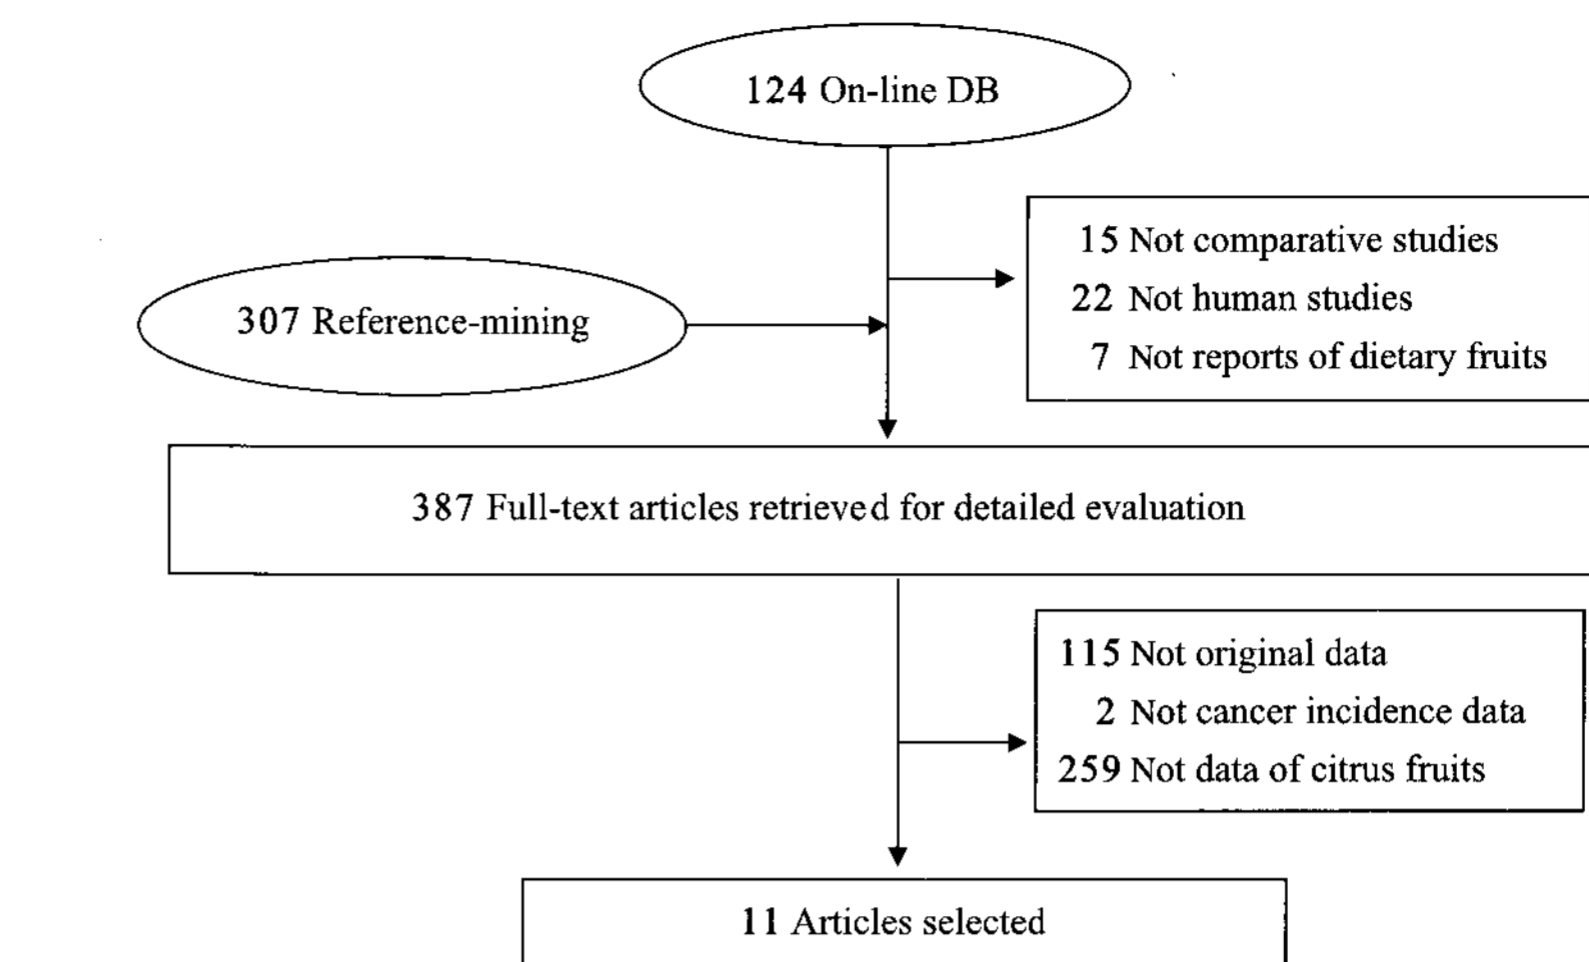 124 On-line DB
15 Not comparative studies
22 Not human studies
7 Not reports of dietary fruits
307 Reference-mining
387 Full-text articles retrieved for detailed evaluation
115 Not original data
2 Not cancer incidence data
259 Not data of citrus fruits
11 Articles selected